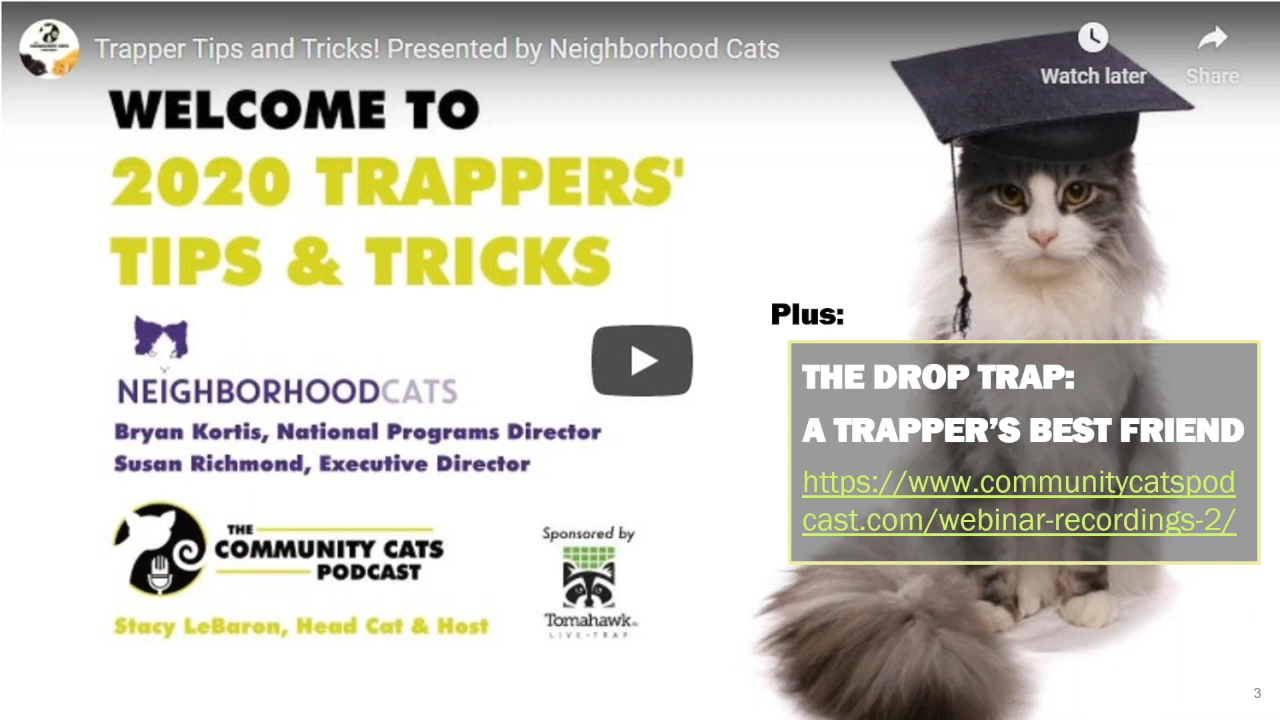 Trapper Tips and Tricks! Presented by Neighborhood Cats
Watch later
Share
WELCOME TO
2020 TRAPPERS'
TIPS & TRICKS
NEIGHBORHOODCATS
Bryan Kortis, National Programs Director
Susan Richmond, Executive Director
THE
COMMUNITY CATS
PODCAST
Stacy LeBaron, Head Cat & Host
Sponsored by
Tomahawk
LIVE-TRAP
Plus:
THE DROP TRAP:
A TRAPPER’S BEST FRIEND
https://www.communitycatspod
cast.com/webinar-recordings-2/
3